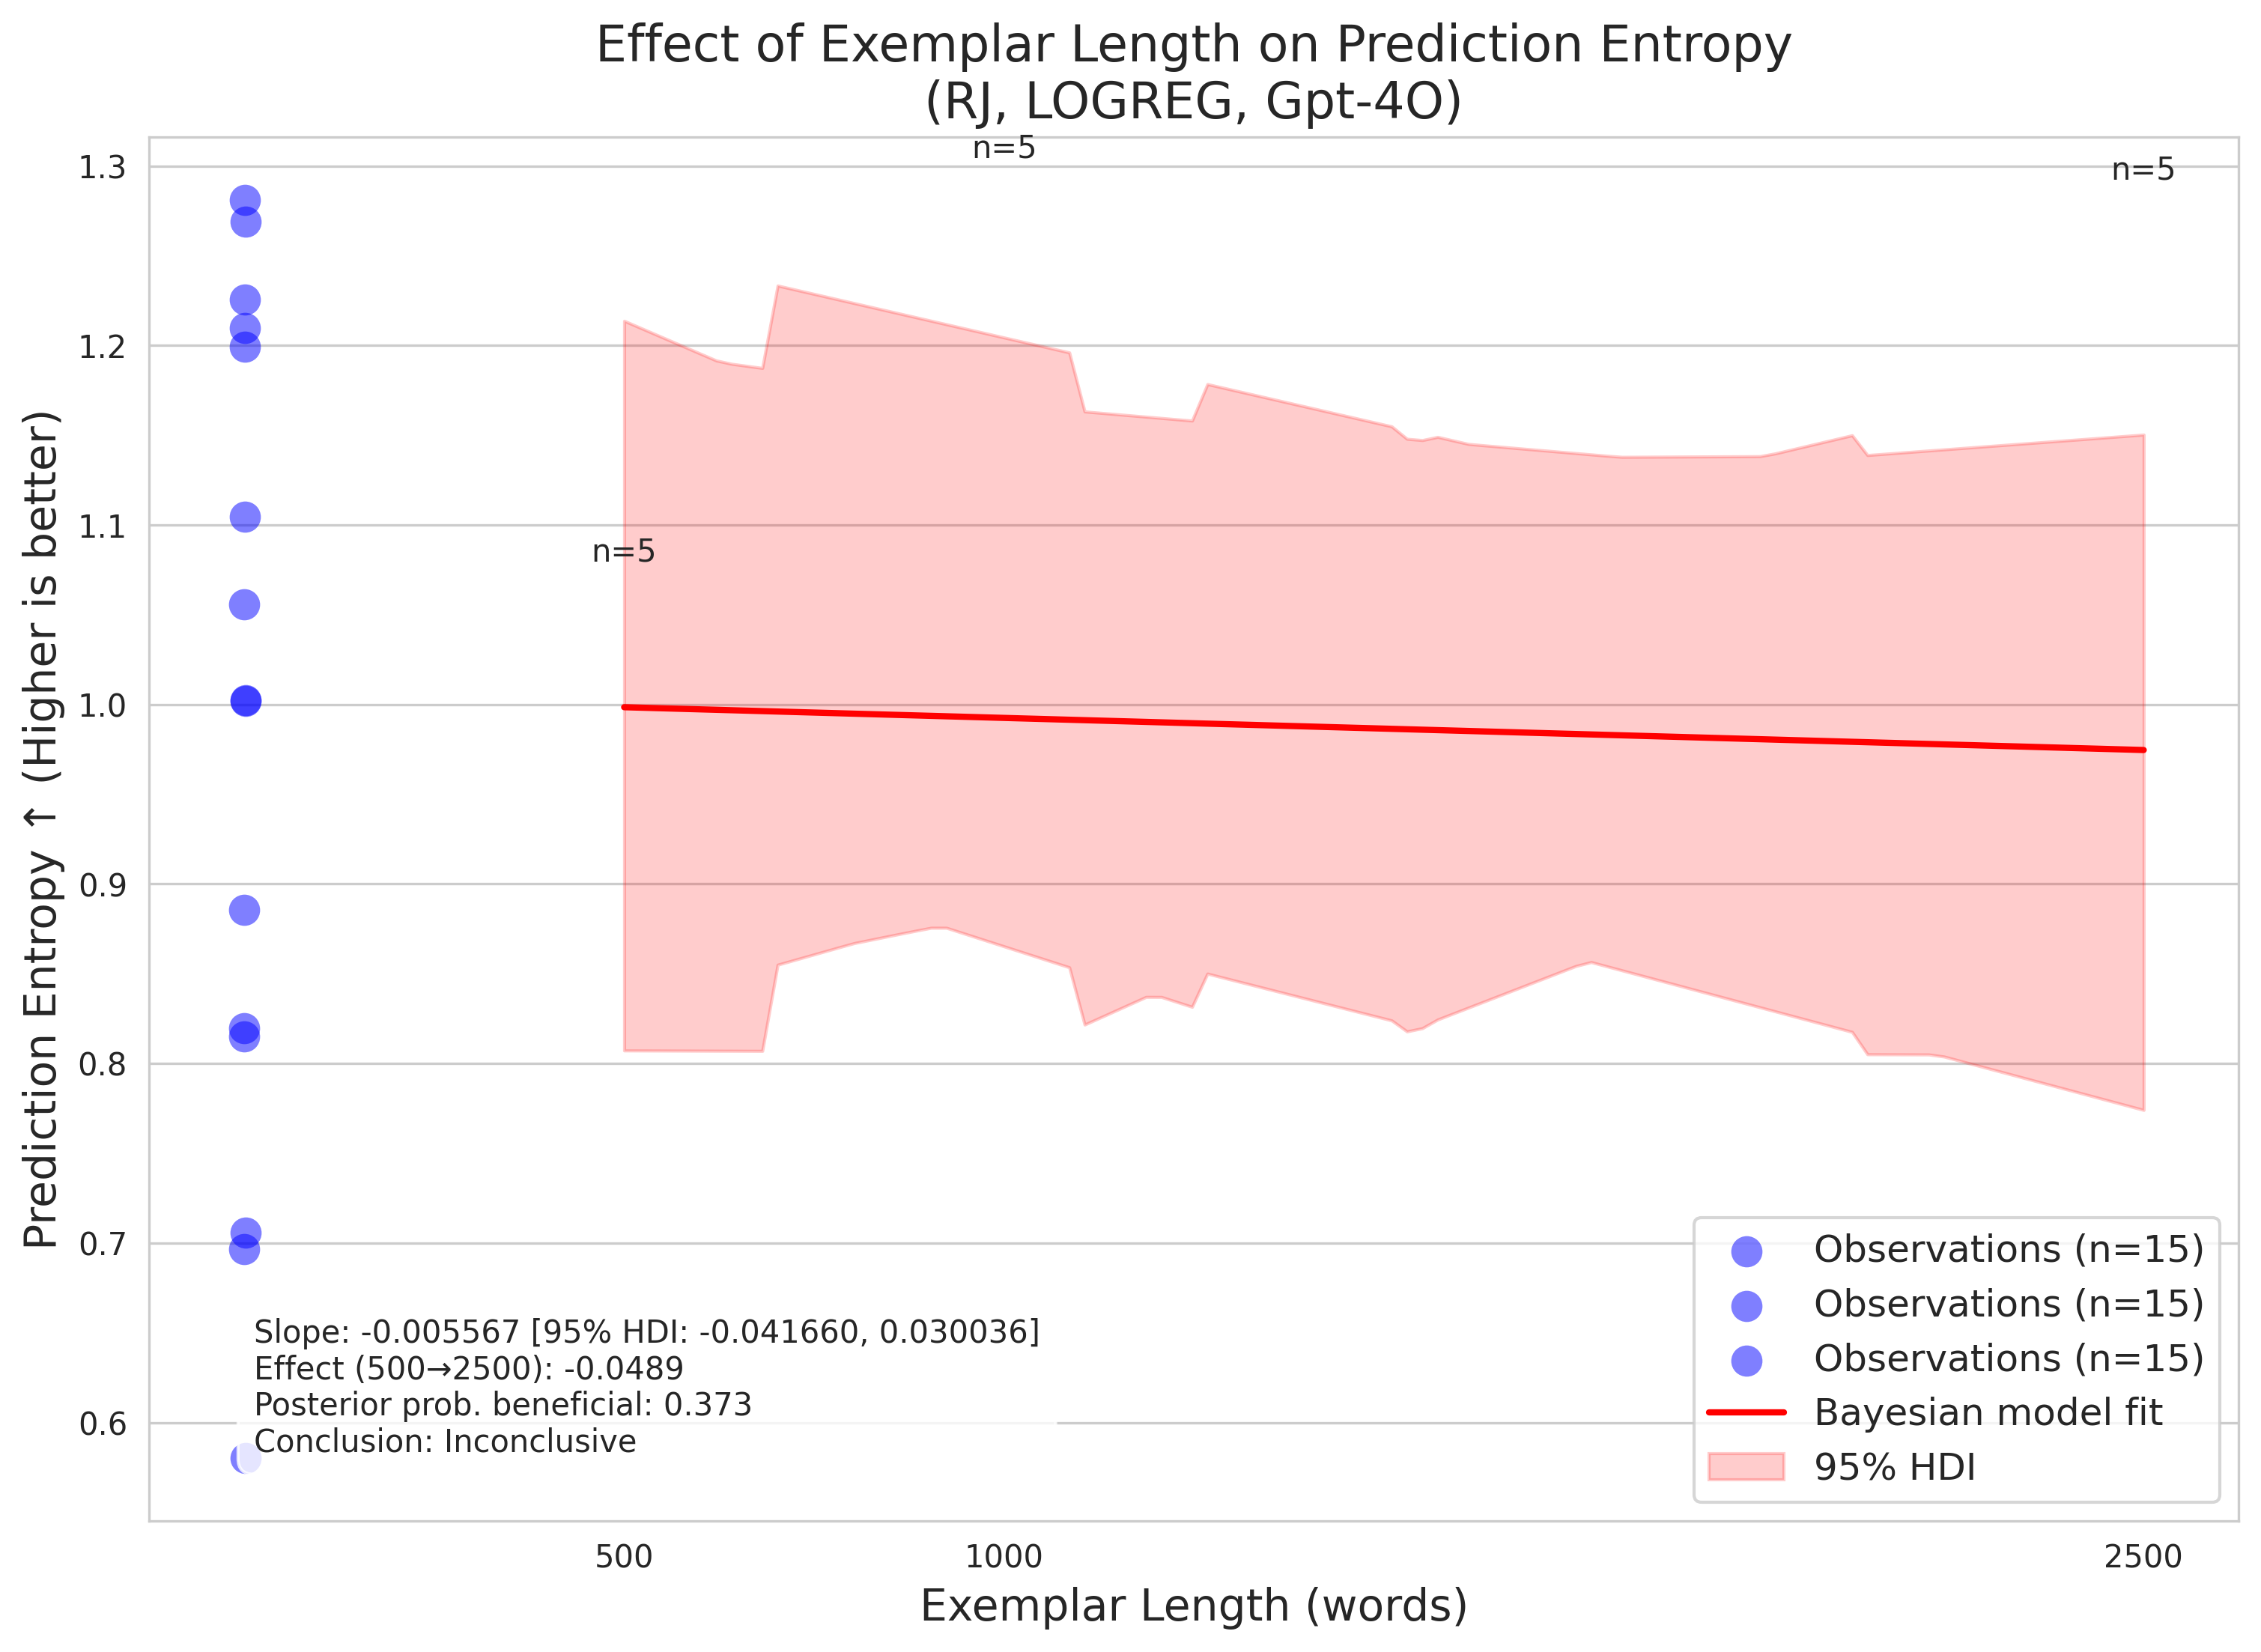 Effect of Exemplar Length on Prediction Entropy
(RJ, LOGREG, Gpt-4O)
n=5
n=5
n=5
1.3
1.2
1.1
1.0
0.9
0.8
0.7
0.6
Prediction Entropy ↑ (Higher is better)
Slope: -0.005567 [95% HDI: -0.041660, 0.030036]
Effect (500→2500): -0.0489
Posterior prob. beneficial: 0.373
Conclusion: Inconclusive
Observations (n=15)
Observations (n=15)
Observations (n=15)
Bayesian model fit
95% HDI
500
1000
2500
Exemplar Length (words)